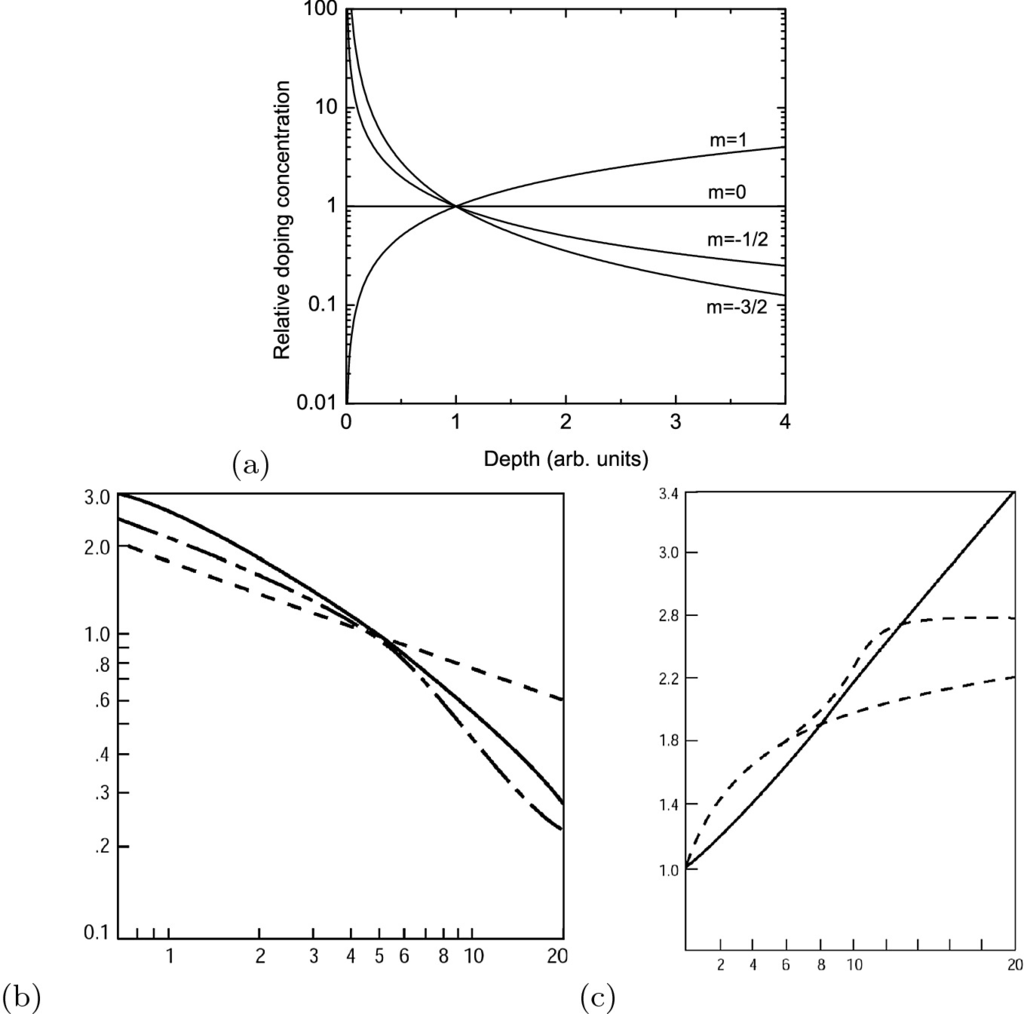 100
10
1
0.1
0.01
Relative doping concentration
m=1
m=0
m=-1/2
m=-3/2
0 1 2 3 4
Depth (arb. units)
(a)
3.0
2.0
1.0
.8
.6
.4
.3
.2
0.1
1 2 3 4 5 6 8 10 20
(b)
3.4
3.0
2.8
2.2
1.8
1.4
1.0
2 4 6 8 10 20
(c)